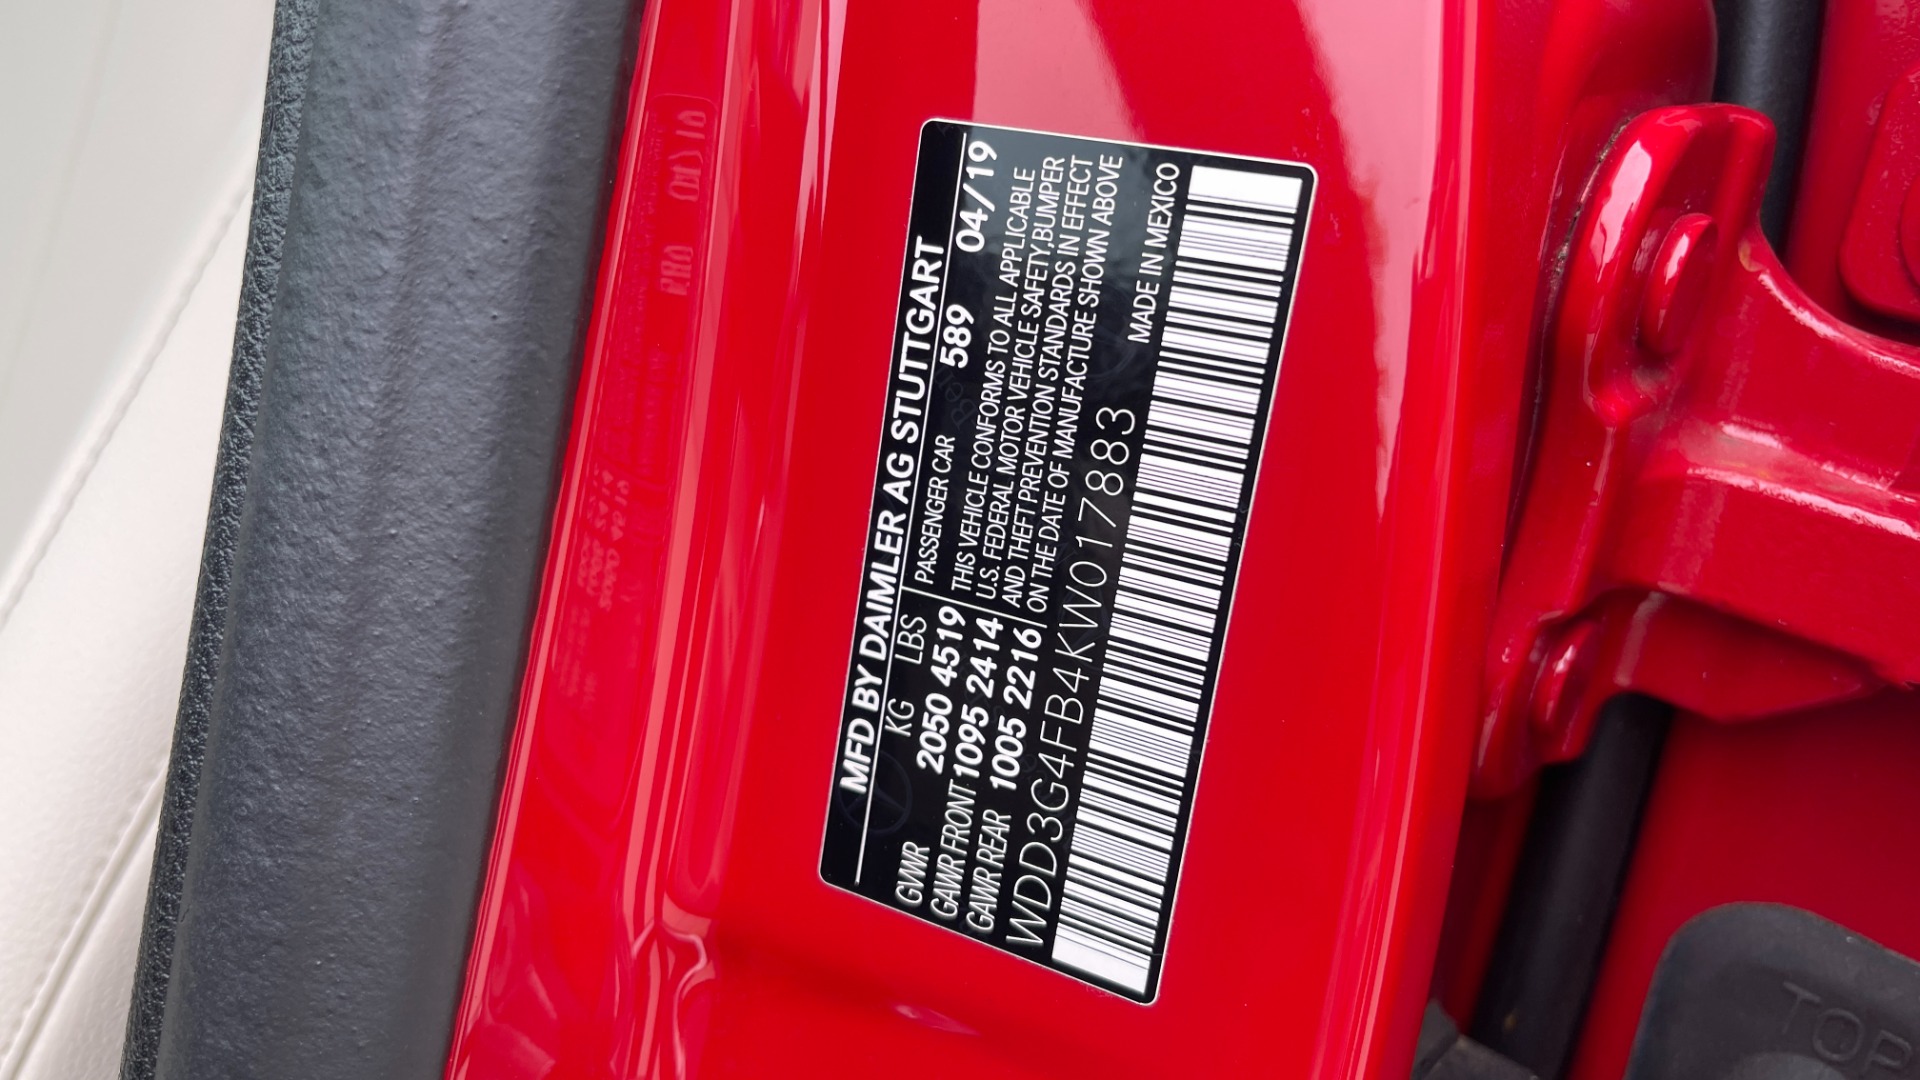 MFD BY DAIMLER AG STUTTGART
KG LBS PASSENGER CAR 589 04/19
GVWR 2050 4519 THIS VEHICLE CONFORMS TO ALL APPLICABLE
GAWR FRONT 1095 2414 U.S. FEDERAL MOTOR VEHICLE SAFETY, BUMPER
GAWR REAR 1005 2216 AND THEFT PREVENTION STANDARDS IN EFFECT
ON THE DATE OF MANUFACTURE SHOWN ABOVE
WDD3G4FB4KW017883 MADE IN MEXICO
TOP